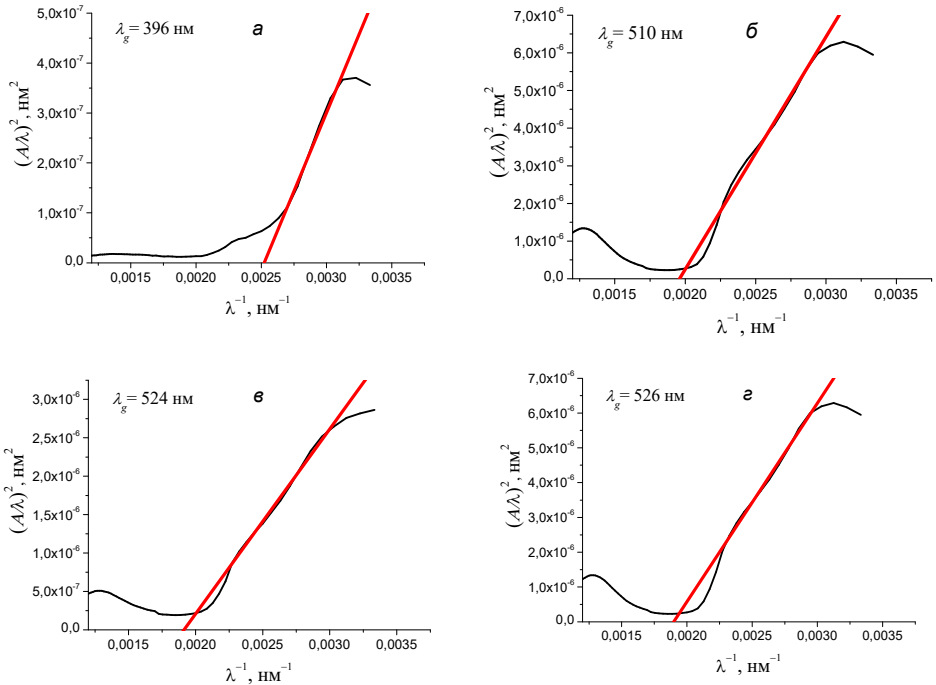 λg = 396 нм
а
5,0x10⁻⁷
4,0x10⁻⁷
3,0x10⁻⁷
2,0x10⁻⁷
1,0x10⁻⁷
0,0
(A/λ)², нм²
0,0015 0,0020 0,0025 0,0030 0,0035
λ⁻¹, нм⁻¹
λg = 510 нм
б
7,0x10⁻⁶
6,0x10⁻⁶
5,0x10⁻⁶
4,0x10⁻⁶
3,0x10⁻⁶
2,0x10⁻⁶
1,0x10⁻⁶
0,0
(A/λ)², нм²
0,0015 0,0020 0,0025 0,0030 0,0035
λ⁻¹, нм⁻¹
λg = 524 нм
в
3,0x10⁻⁶
2,5x10⁻⁶
2,0x10⁻⁶
1,5x10⁻⁶
1,0x10⁻⁶
5,0x10⁻⁷
0,0
(A/λ)², нм²
0,0015 0,0020 0,0025 0,0030 0,0035
λ⁻¹, нм⁻¹
λg = 526 нм
г
7,0x10⁻⁶
6,0x10⁻⁶
5,0x10⁻⁶
4,0x10⁻⁶
3,0x10⁻⁶
2,0x10⁻⁶
1,0x10⁻⁶
0,0
(A/λ)², нм²
0,0015 0,0020 0,0025 0,0030 0,0035
λ⁻¹, нм⁻¹